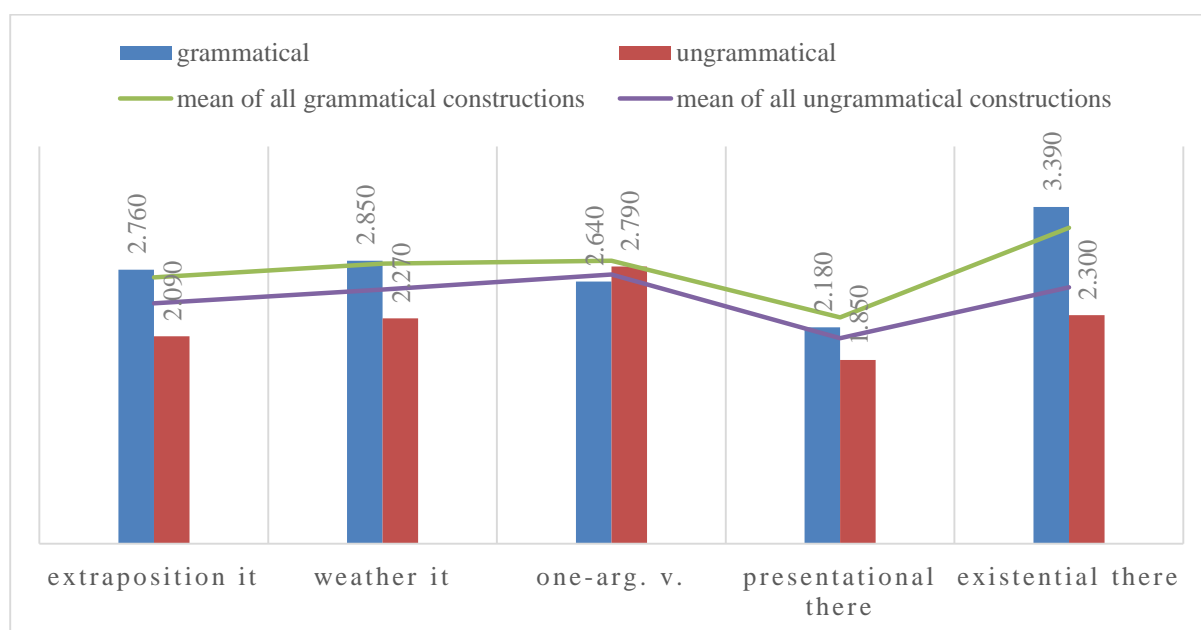 grammatical
ungrammatical
mean of all grammatical constructions
mean of all ungrammatical constructions
2.760
2.090
2.850
2.270
2.640
2.790
2.180
1.850
3.390
2.300
extraposition it
weather it
one-arg. v.
presentational
there
existential there